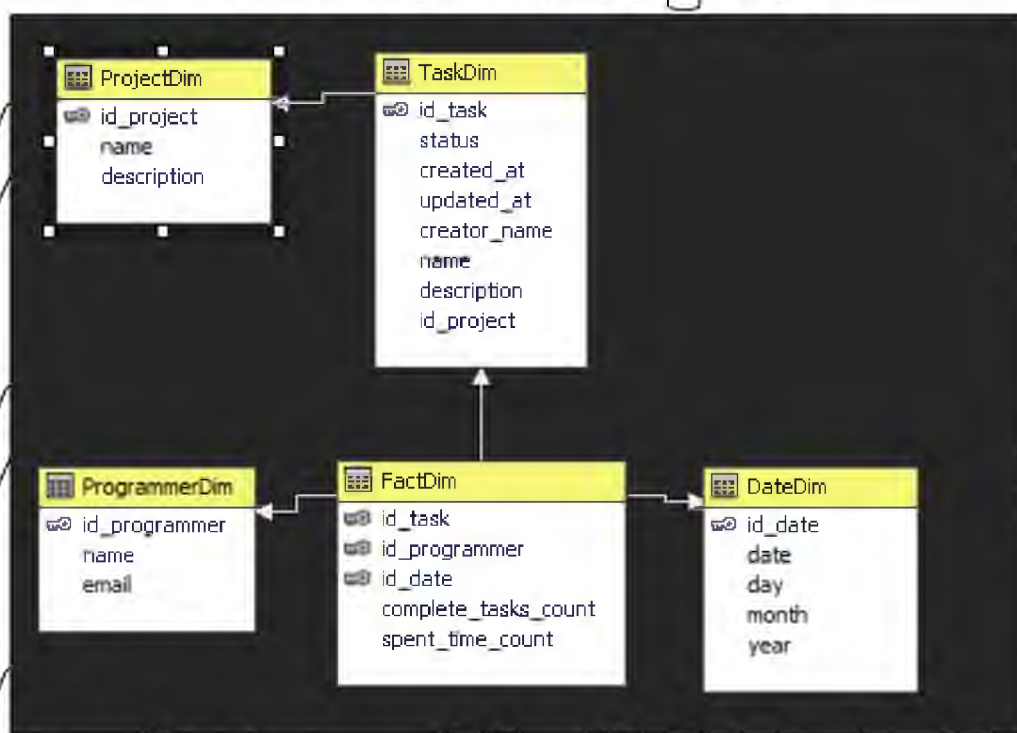 ProjectDim
id_project
name
description
TaskDim
id_task
status
created_at
updated_at
creator_name
name
description
id_project
ProgrammerDim
id_programmer
name
email
FactDim
id_task
id_programmer
id_date
complete_tasks_count
spent_time_count
DateDim
id_date
date
day
month
year